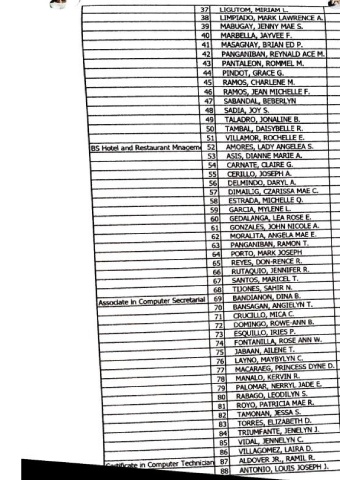 37 LIGUTOM, MIRIAM L.
38 LIMPIADO, MARK LAWRENCE A.
39 MABUGAY, JENNY MAE S.
40 MARBELLA, JAYVEE F.
41 MASAGNAY, BRIAN ED P.
42 PANGANIBAN, REYNALD ACE M.
43 PANTALEON, ROMMEL M.
44 PINDOT, GRACE G.
45 RAMOS, CHARLENE M.
46 RAMOS, JEAN MICHELLE F.
47 SABANDAL, BEBERLYN
48 SADIA, JOY S.
49 TALADRO, JONALINE B.
50 TAMBAL, DAISYBELLE R.
51 VILLAMOR, ROCHELLE E.
BS Hotel and Restaurant Mnagem 52 AMORES, LADY ANGELEA S.
53 ASIS, DIANNE MARIE A.
54 CARNATE, CLAIRE G.
55 CERILLO, JOSEPH A.
56 DELMINDO, DARYL A.
57 DIMAILIG, CZARISSA MAE C.
58 ESTRADA, MICHELLE Q.
59 GARCIA, MYLENE L.
60 GEDALANGA, LEA ROSE E.
61 GONZALES, JOHN NICOLE A.
62 MORALITA, ANGELA MAE E.
63 PANGANIBAN, RAMON T.
64 PORTO, MARK JOSEPH
65 REYES, DON-RENCE R.
66 RUTAQUIO, JENNIFER R.
67 SANTOS, MARICEL T.
68 TIJONES, SAHIR N.
Associate in Computer Secretarial 69 BANDIANON, DINA B.
70 BANSAGAN, ANGIELYN T.
71 CRUCILLO, MICA C.
72 DOMINGO, ROWE-ANN B.
73 ESQUILLO, IRIES P.
74 FONTANILLA, ROSE ANN W.
75 JABAAN, AILENE T.
76 LAYNO, MAYBYLYN C.
77 MACARAEG, PRINCESS DYNE D.
78 MANALO, KERVIN R.
79 PALOMAR, NERRYL JADE E.
80 RABAGO, LEODILYN S.
81 ROYO, PATRICIA MAE R.
82 TAMONAN, JESSA S.
83 TORRES, ELIZABETH D.
84 TRIUMFANTE, JENELYN J.
85 VIDAL, JENNELYN C.
86 VILLAGOMEZ, LAIRA D.
Certificate in Computer Technician 87 ALDOVER JR., RAMIL R.
88 ANTONIO, LOUIS JOSEPH J.